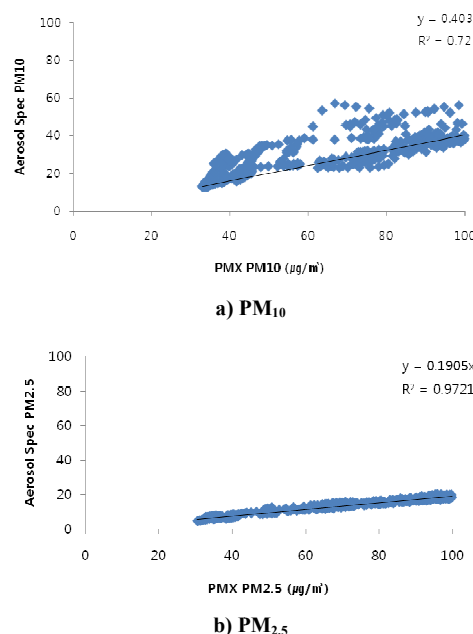 y = 0.403
R² = 0.72
100
80
60
40
20
0
Aerosol Spec PM10
0 20 40 60 80 100
PMX PM10 (㎍/㎥)
a) PM₁₀
y = 0.1905x
R² = 0.9721
100
80
60
40
20
0
Aerosol Spec PM2.5
0 20 40 60 80 100
PMX PM2.5 (㎍/㎥)
b) PM₂.₅